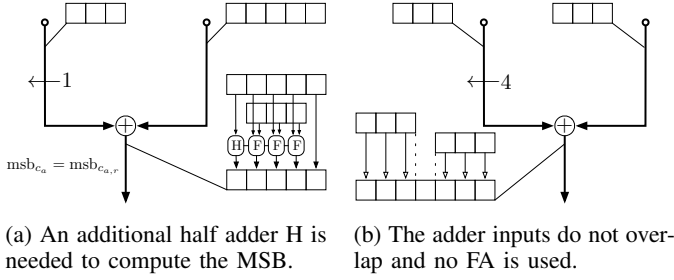 1
4
H F F F
msb_{c_a} = msb_{c_{a,r}}
(a) An additional half adder H is
needed to compute the MSB.
(b) The adder inputs do not over-
lap and no FA is used.